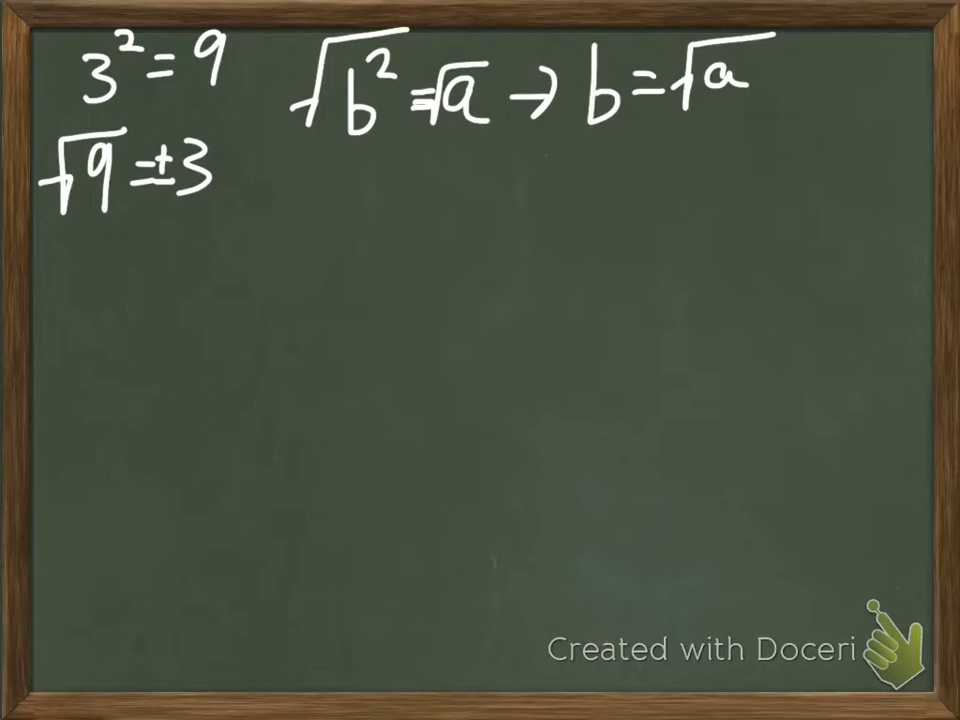 3² = 9 √b² = √a → b = √a
√9 = ±3
Created with Doceri